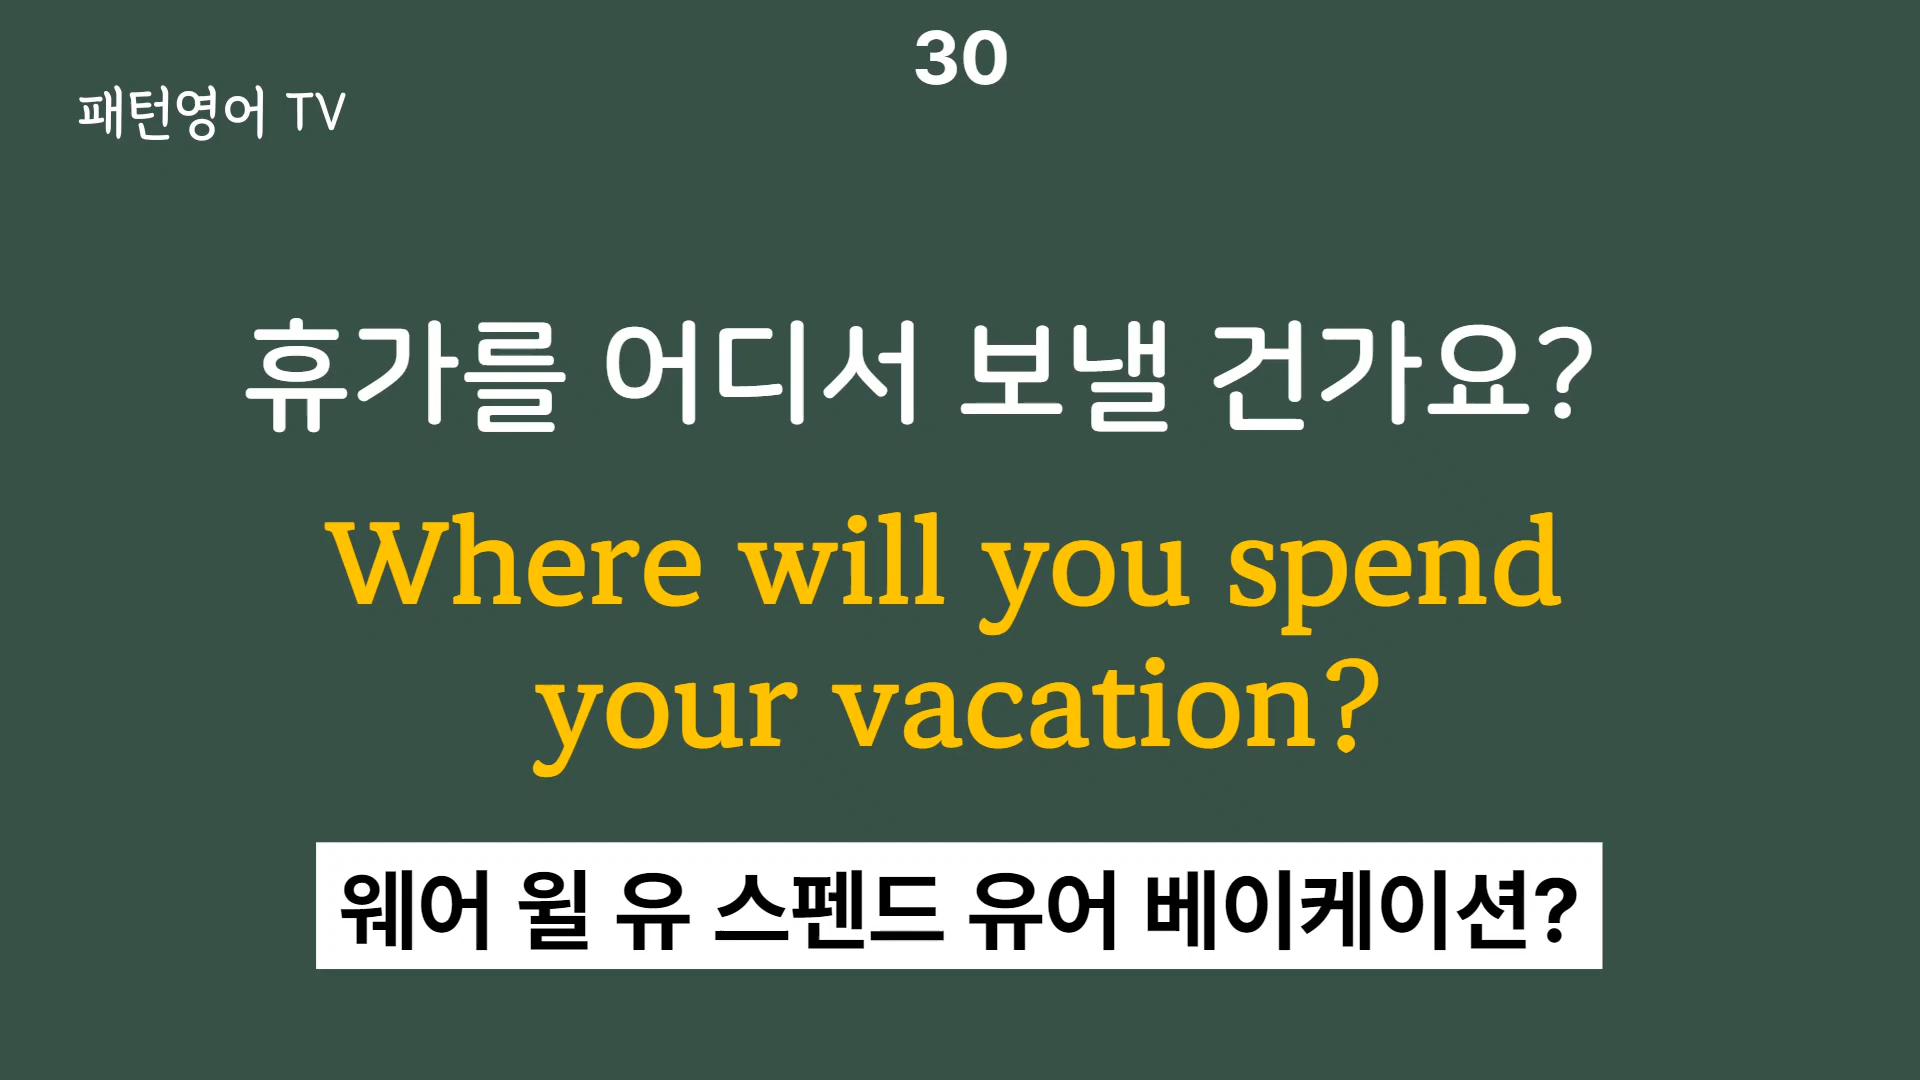 30
패턴영어 TV
휴가를 어디서 보낼 건가요?
Where will you spend
your vacation?
웨어 윌 유 스펜드 유어 베이케이션?